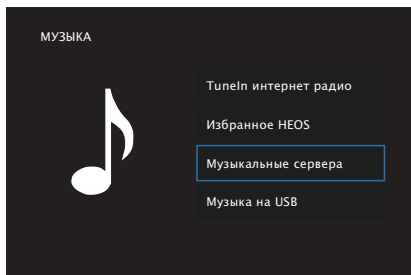 МУЗЫКА
TuneIn интернет радио
Избранное HEOS
Музыкальные сервера
Музыка на USB